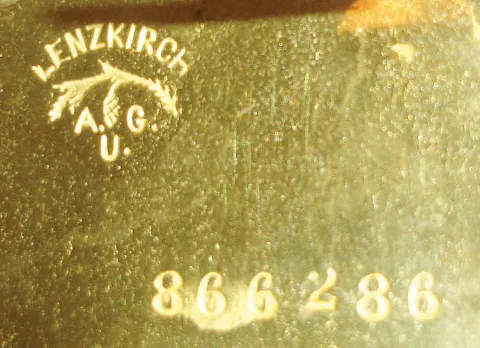 LENZKIRCH
A. G.
U.
866286